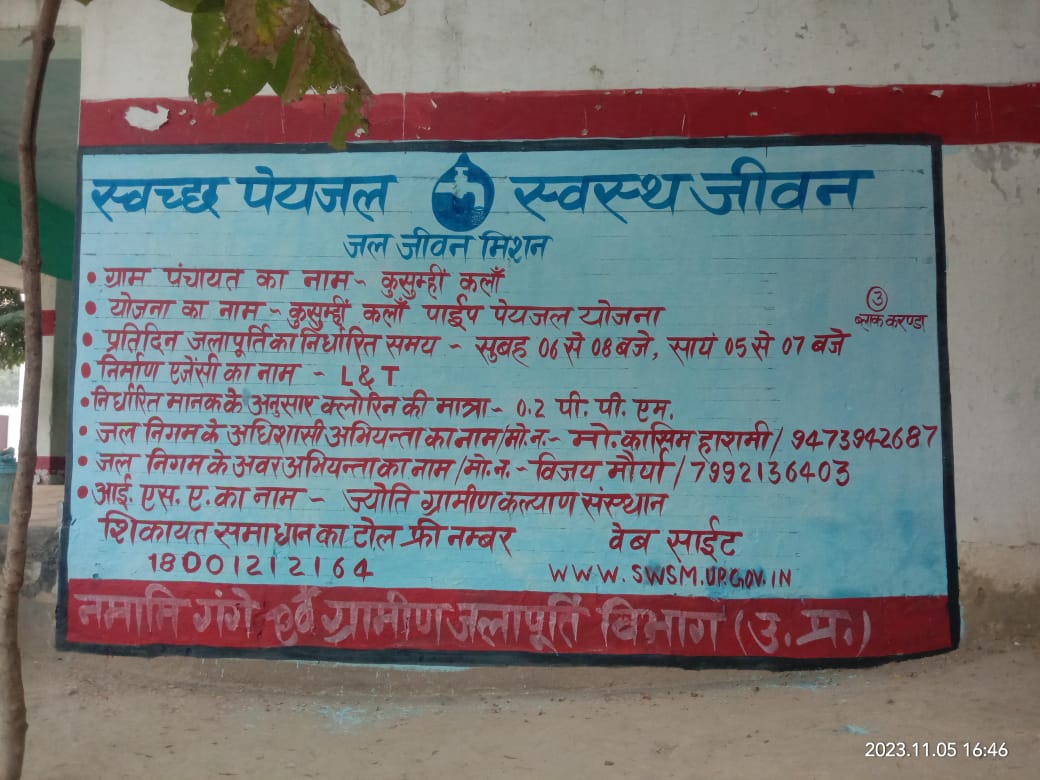 स्वच्छ पेयजल स्वस्थ जीवन
जल जीवन मिशन
• ग्राम पंचायत का नाम - कुसुम्हीं कलाँ
• योजना का नाम - कुसुम्हीं कलाँ पाईप पेयजल योजना
३
ब्लाक करण्डा
• प्रतिदिन जलापूर्ति का निर्धारित समय - सुबह 06 से 08 बजे, सायं 05 से 07 बजे
• निर्माण एजेंसी का नाम - L & T
• निर्धारित मानक के अनुसार क्लोरिन की मात्रा - 0.2 पी. पी. एम.
• जल निगम के अधिशासी अभियन्ता का नाम/मो.न. - मो. कासिम हाशमी / 9473942687
• जल निगम के अवर अभियन्ता का नाम/मो.न. - विजय मौर्या / 7992136403
• आई. एस. ए. का नाम - ज्योति ग्रामीण कल्याण संस्थान
शिकायत समाधान का टोल फ्री नम्बर वेब साईट
18001212164 WWW.SWSM.UP.GOV.IN
नमामि गंगे एवं ग्रामीण जलापूर्ति विभाग (उ.प्र.)
2023.11.05 16:46